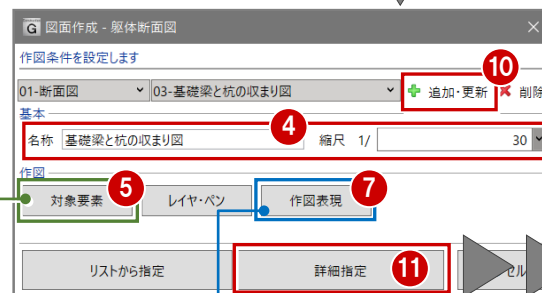 G 図面作成 - 躯体断面図 ×
作図条件を設定します
10
01-断面図 03-基礎梁と杭の収まり図 追加・更新 削除
基本
4
名称 基礎梁と杭の収まり図 縮尺 1/ 30
作図
5 7
対象要素 レイヤ・ペン 作図表現
リストから指定 詳細指定 11 セル